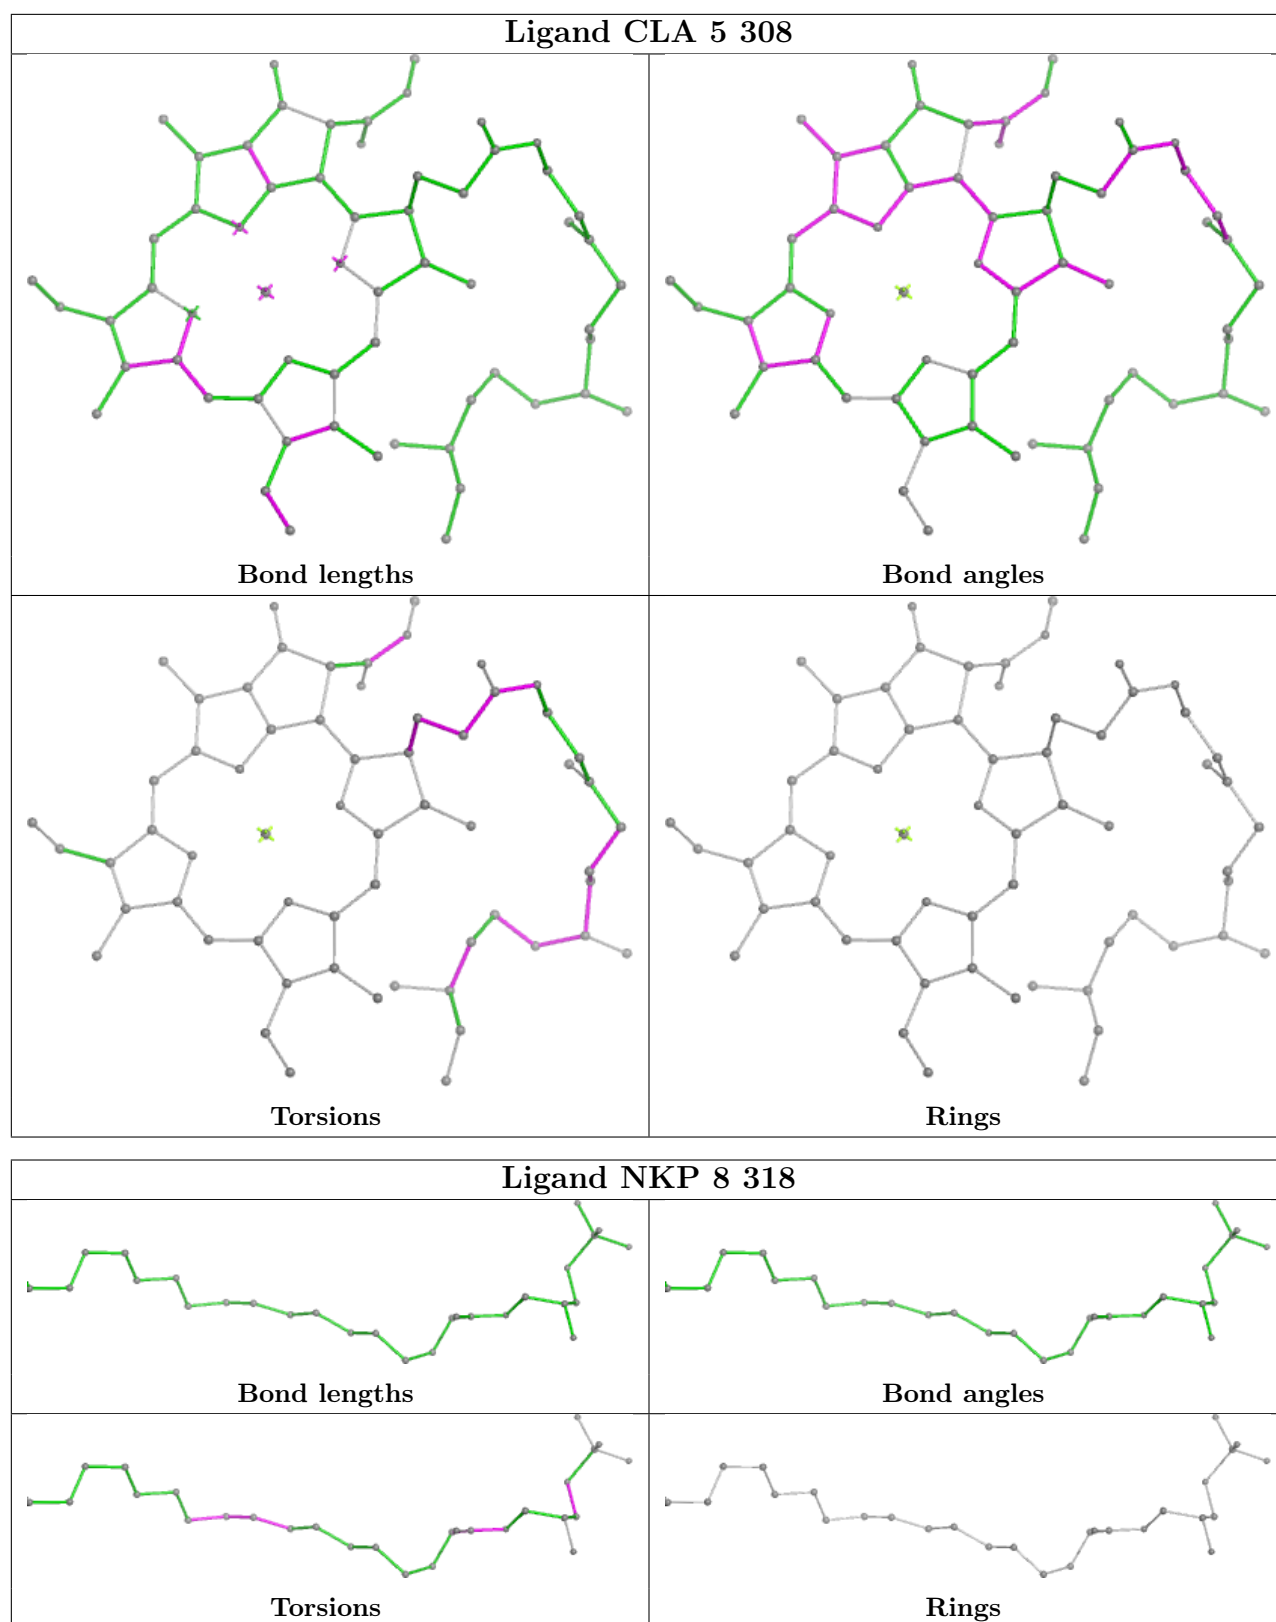 Ligand CLA 5 308
Bond lengths
Bond angles
Torsions
Rings
Ligand NKP 8 318
Bond lengths
Bond angles
Torsions
Rings